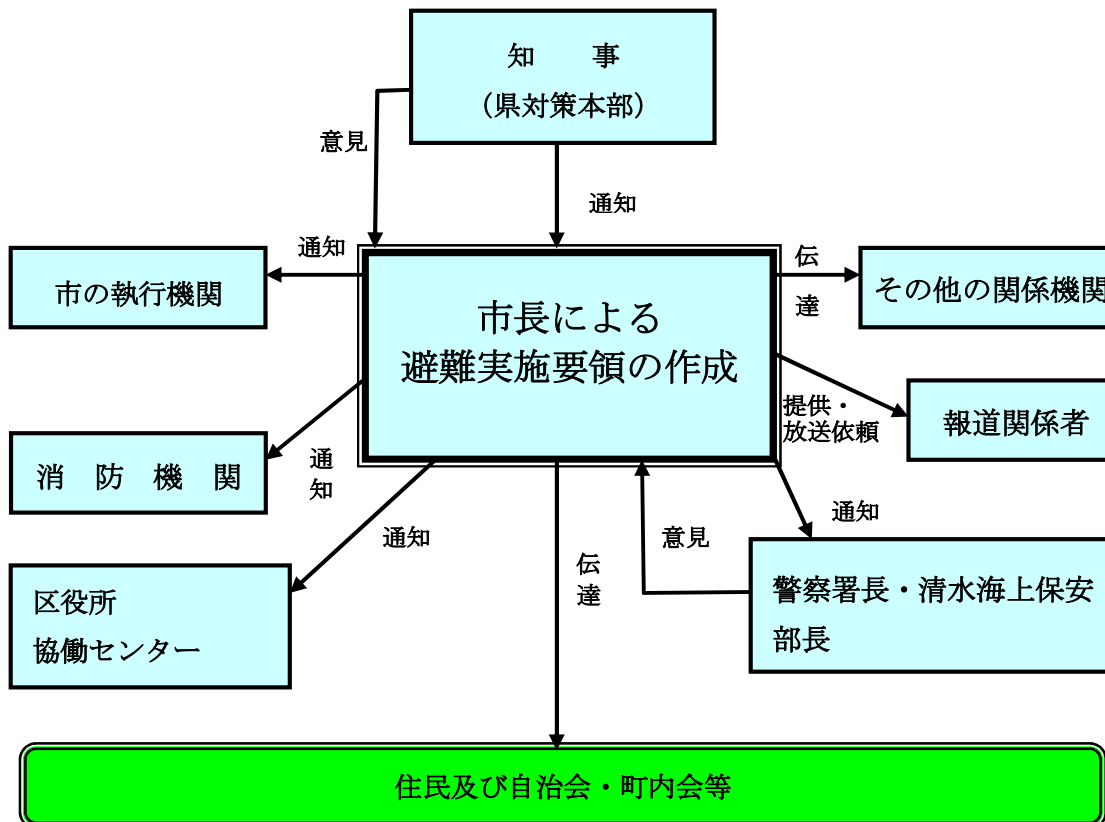 知　　事
（県対策本部）
意見
通知
通知
伝
達
市の執行機関
市長による
避難実施要領の作成
その他の関係機関
提供・
放送依頼
報道関係者
消　防　機　関
通
知
通知
通知
意見
伝
達
区役所
協働センター
警察署長・清水海上保安
部長
住民及び自治会・町内会等